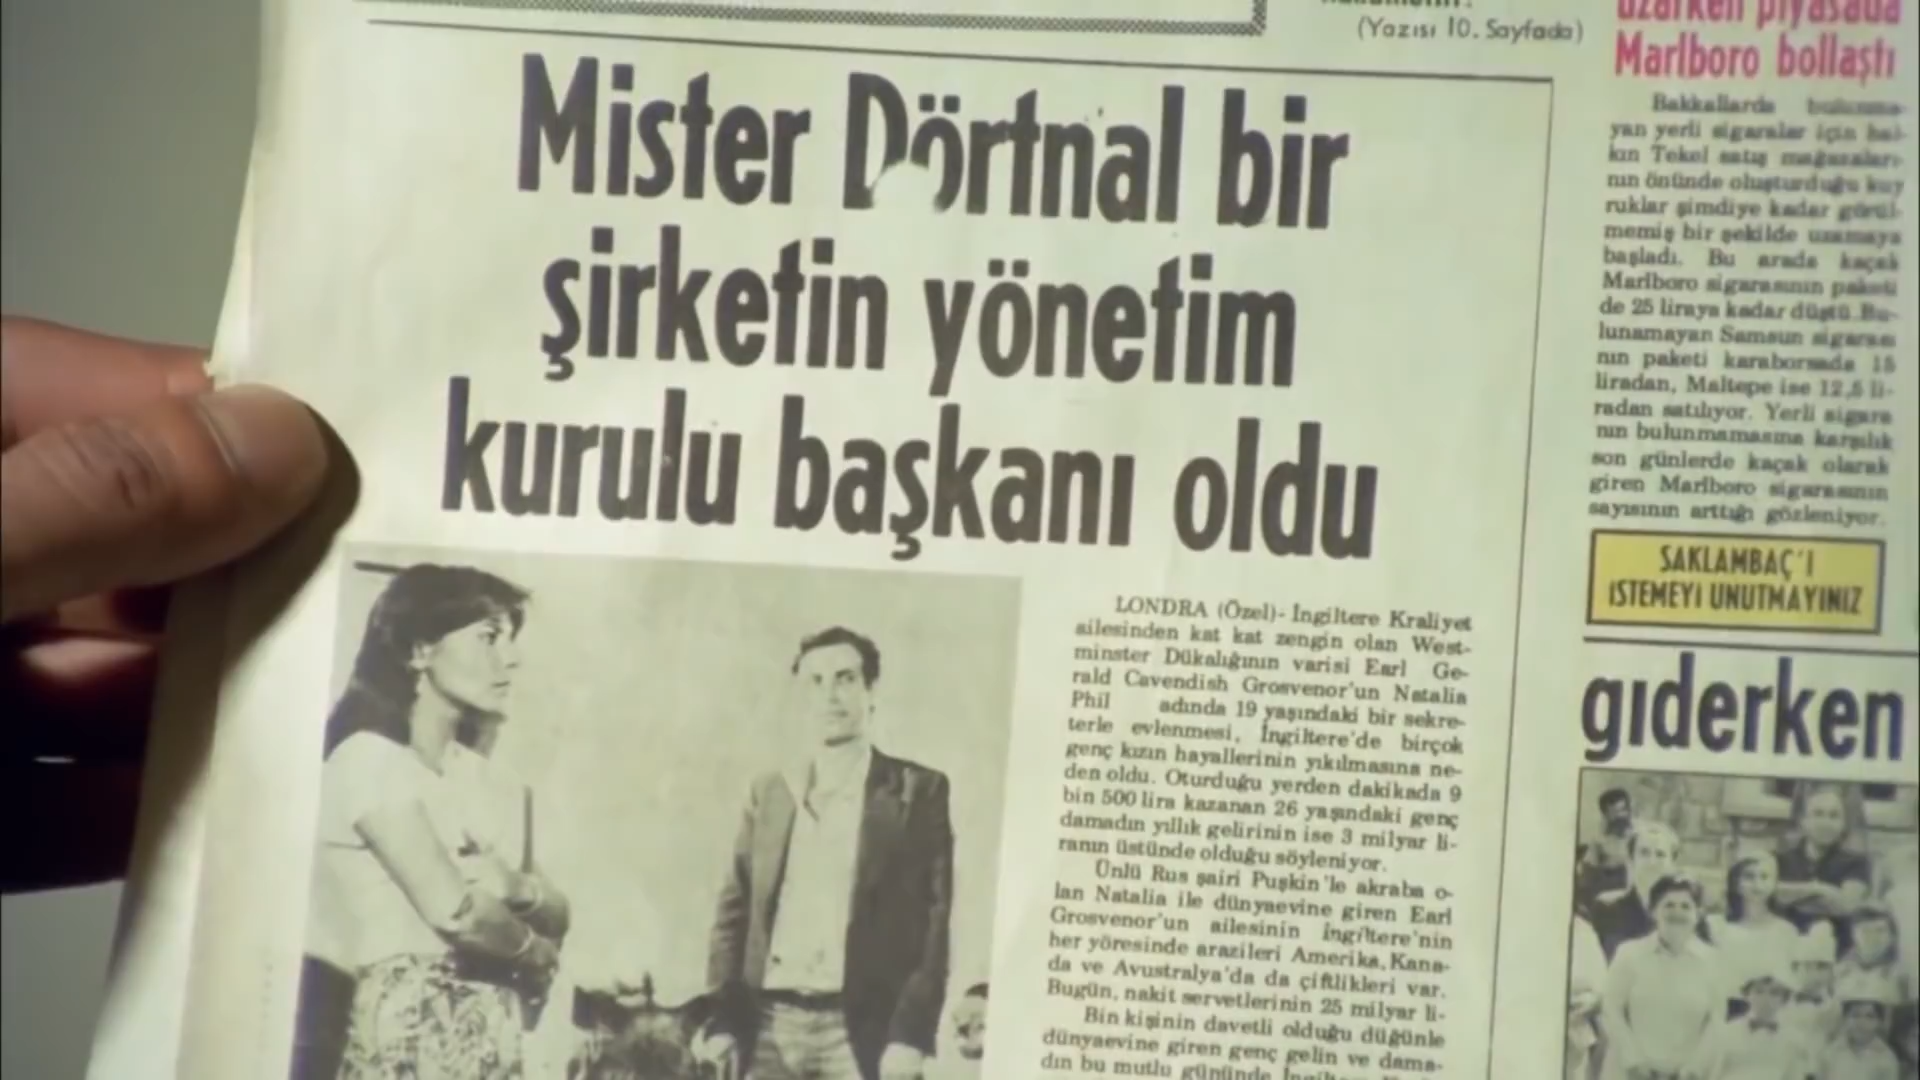 (Yazısı 10. Sayfada)
Mister Dörtnal bir
şirketin yönetim
kurulu başkanı oldu
LONDRA (Özel)- İngiltere Kraliyet
ailesinden kat kat zengin olan West-
minster Dükalığının varisi Earl Ge-
rald Cavendish Grosvenor'un Natalia
Phil adında 19 yaşındaki bir sekre-
terle evlenmesi, İngiltere'de birçok
genç kızın hayallerinin yıkılmasına ne-
den oldu. Oturduğu yerden dakikada 9
bin 500 lira kazanan 26 yaşındaki genç
damadın yıllık gelirinin ise 3 milyar li-
ranın üstünde olduğu söyleniyor.
Ünlü Rus şairi Puşkin'le akraba o-
lan Natalia ile dünyaevine giren Earl
Grosvenor'un ailesinin İngiltere'nin
her yöresinde arazileri Amerika, Kana-
da ve Avustralya'da da çiftlikleri var.
Bugün, nakit servetlerinin 25 milyar li-
Bin kişinin davetli olduğu düğünle
dünyaevine giren genç gelin ve dama-
dın bu mutlu gününde
uzarken piyasada
Marlboro bollaştı
Bakkallarda bulunma-
yan yerli sigaralar için hal-
kın Tekel satış mağazaları-
nın önünde oluşturduğu kuy
ruklar şimdiye kadar görül-
memiş bir şekilde uzamaya
başladı. Bu arada kaçak
Marlboro sigarasının paketi
de 25 liraya kadar düştü. Bu-
lunamayan Samsun sigarası
nın paketi karaborsada 15
liradan, Maltepe ise 12,5 li-
radan satılıyor. Yerli sigara
nın bulunmamasına karşılık
son günlerde kaçak olarak
giren Marlboro sigarasının
sayısının arttığı gözleniyor.
SAKLAMBAÇ'I
İSTEMEYİ UNUTMAYINIZ
giderken